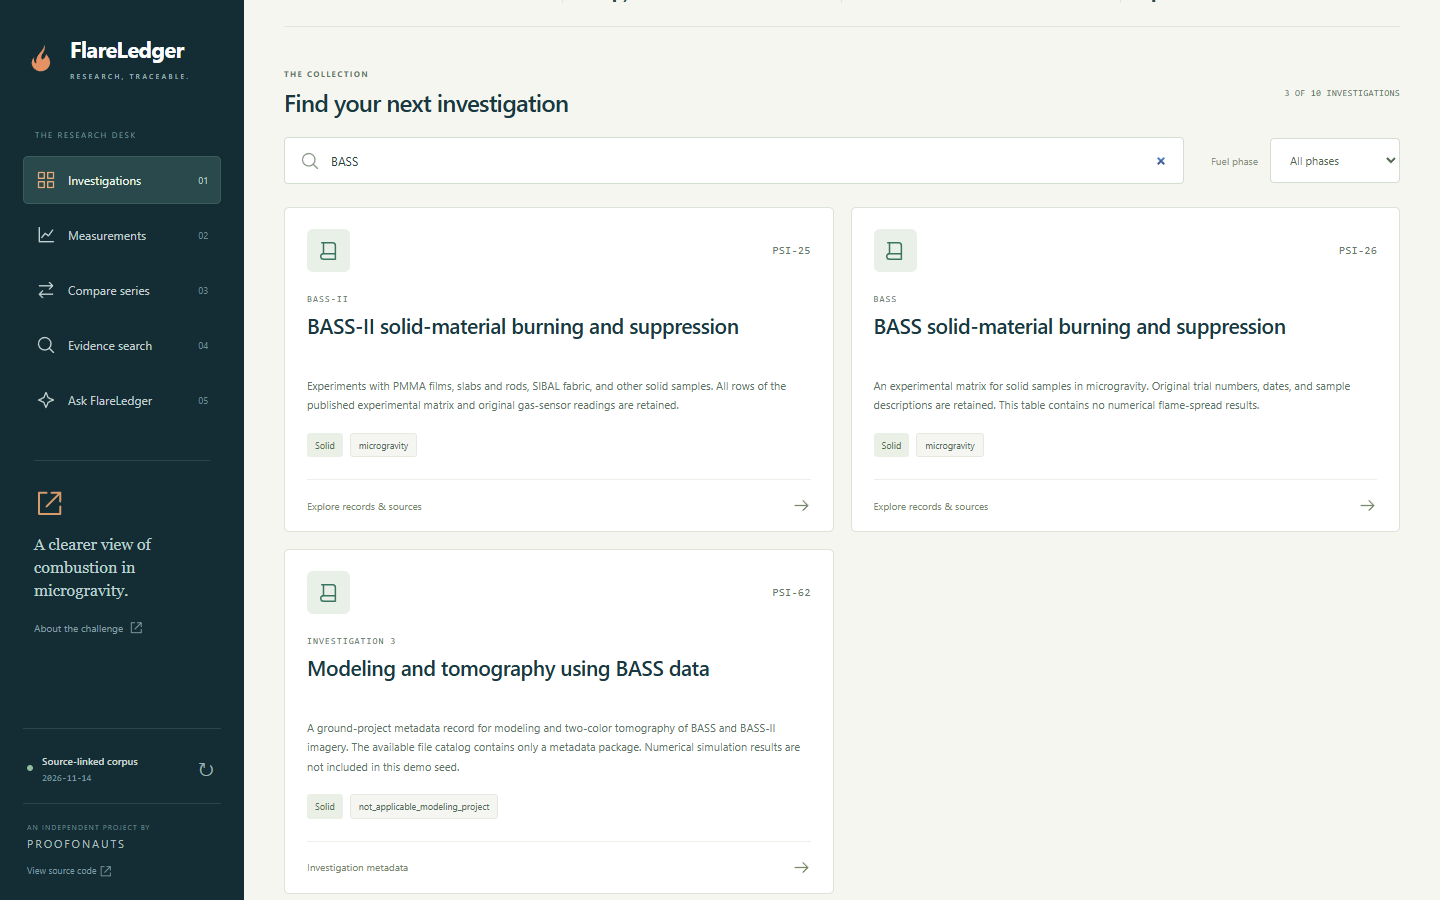 FlareLedger
RESEARCH, TRACEABLE.
THE RESEARCH DESK
Investigations 01
Measurements 02
Compare series 03
Evidence search 04
Ask FlareLedger 05
A clearer view of
combustion in
microgravity.
About the challenge
Source-linked corpus
2026-11-14
AN INDEPENDENT PROJECT BY
PROOFONAUTS
View source code
THE COLLECTION
Find your next investigation
3 OF 10 INVESTIGATIONS
BASS
Fuel phase
All phases
PSI-25
BASS-II
BASS-II solid-material burning and suppression
Experiments with PMMA films, slabs and rods, SIBAL fabric, and other solid samples. All rows of the
published experimental matrix and original gas-sensor readings are retained.
Solid microgravity
Explore records & sources
PSI-26
BASS
BASS solid-material burning and suppression
An experimental matrix for solid samples in microgravity. Original trial numbers, dates, and sample
descriptions are retained. This table contains no numerical flame-spread results.
Solid microgravity
Explore records & sources
PSI-62
INVESTIGATION 3
Modeling and tomography using BASS data
A ground-project metadata record for modeling and two-color tomography of BASS and BASS-II
imagery. The available file catalog contains only a metadata package. Numerical simulation results are
not included in this demo seed.
Solid not_applicable_modeling_project
Investigation metadata